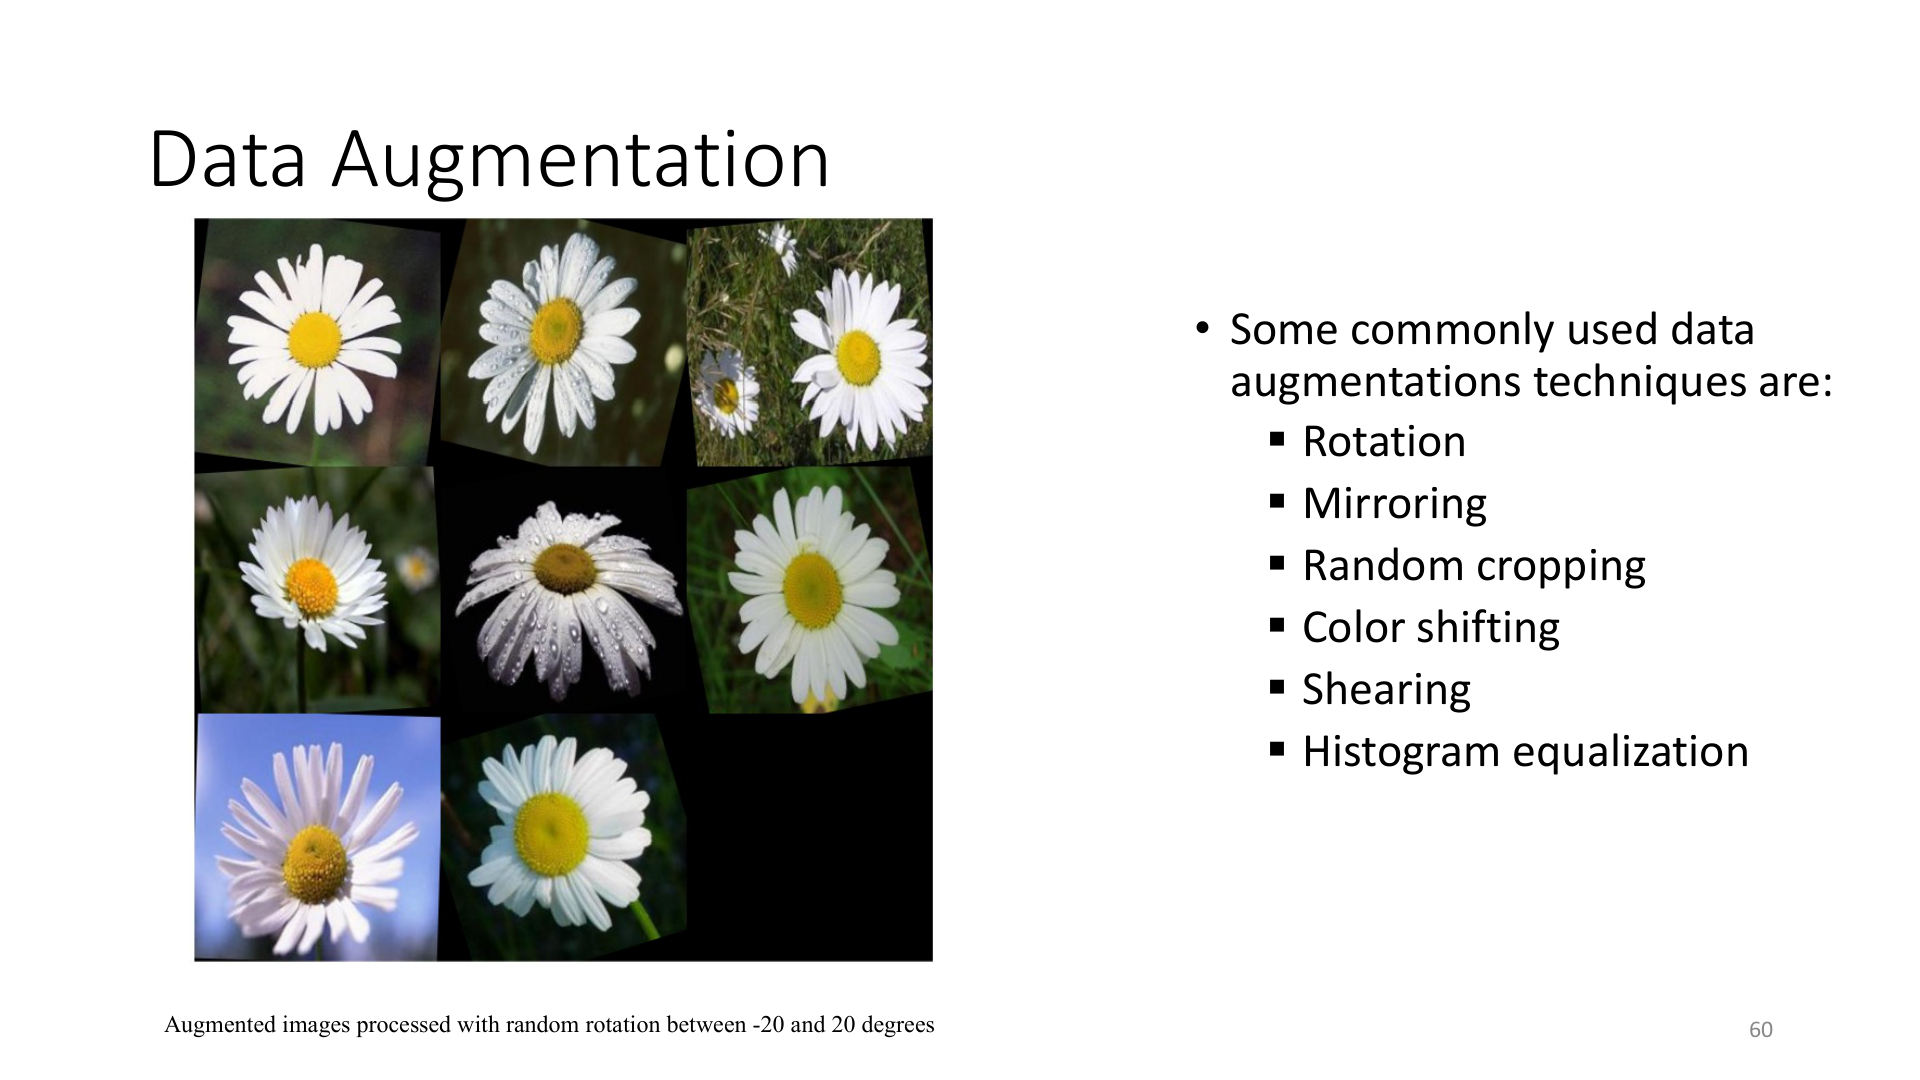 Data Augmentation
• Some commonly used data
augmentations techniques are:
▪ Rotation
▪ Mirroring
▪ Random cropping
▪ Color shifting
▪ Shearing
▪ Histogram equalization
Augmented images processed with random rotation between -20 and 20 degrees
60